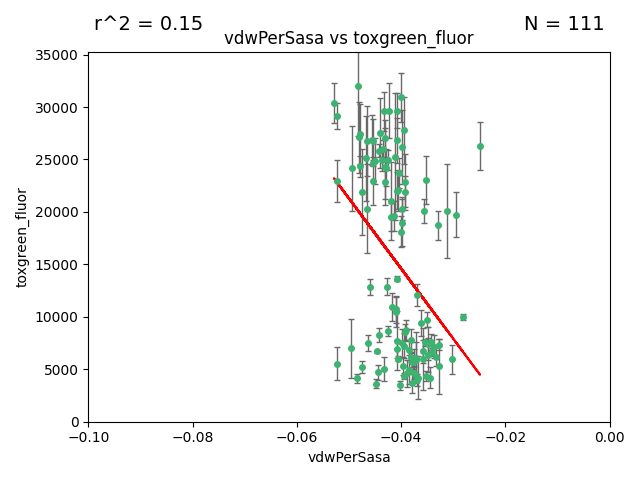 r^2 = 0.15 N = 111
vdwPerSasa vs toxgreen_fluor
35000
30000
25000
20000
15000
10000
5000
0
toxgreen_fluor
−0.10 −0.08 −0.06 −0.04 −0.02 0.00
vdwPerSasa